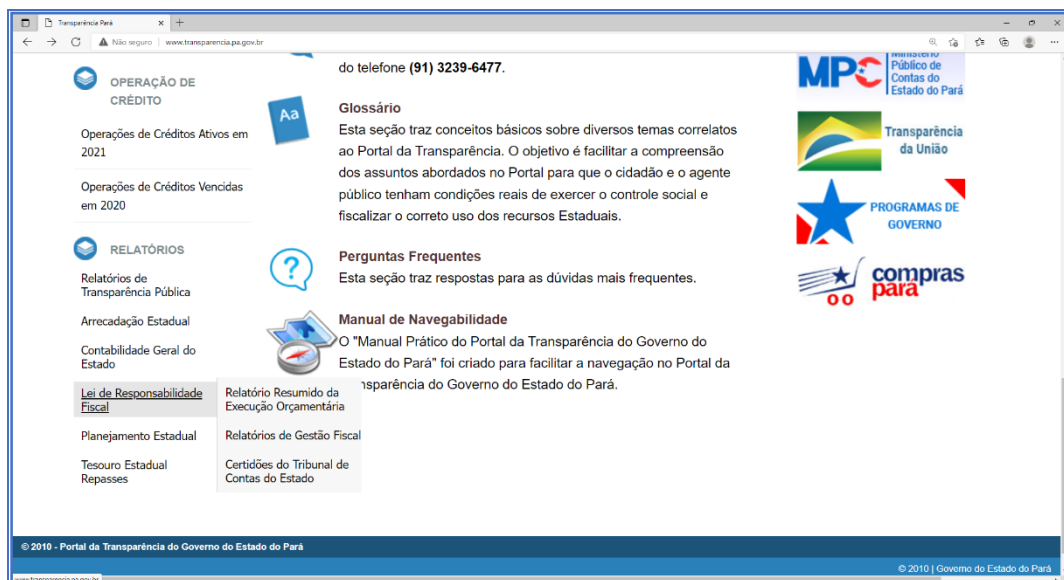 Transparência Pará
Não seguro
www.transparencia.pa.gov.br
OPERAÇÃO DE
CRÉDITO
Operações de Créditos Ativos em
2021
Operações de Créditos Vencidas
em 2020
RELATÓRIOS
Relatórios de
Transparência Pública
Arrecadação Estadual
Contabilidade Geral do
Estado
Lei de Responsabilidade
Fiscal
Planejamento Estadual
Tesouro Estadual
Repasses
Relatório Resumido da
Execução Orçamentária
Relatórios de Gestão Fiscal
Certidões do Tribunal de
Contas do Estado
do telefone (91) 3239-6477.
Aa
Glossário
Esta seção traz conceitos básicos sobre diversos temas correlatos
ao Portal da Transparência. O objetivo é facilitar a compreensão
dos assuntos abordados no Portal para que o cidadão e o agente
público tenham condições reais de exercer o controle social e
fiscalizar o correto uso dos recursos Estaduais.
?
Perguntas Frequentes
Esta seção traz respostas para as dúvidas mais frequentes.
Manual de Navegabilidade
O "Manual Prático do Portal da Transparência do Governo do
Estado do Pará" foi criado para facilitar a navegação no Portal da
nsparência do Governo do Estado do Pará.
MPC
Ministério
Público de
Contas do
Estado do Pará
Transparência
da União
PROGRAMAS DE
GOVERNO
compras
pará
© 2010 - Portal da Transparência do Governo do Estado do Pará
© 2010 | Governo do Estado do Pará
www.transparencia.pa.gov.br